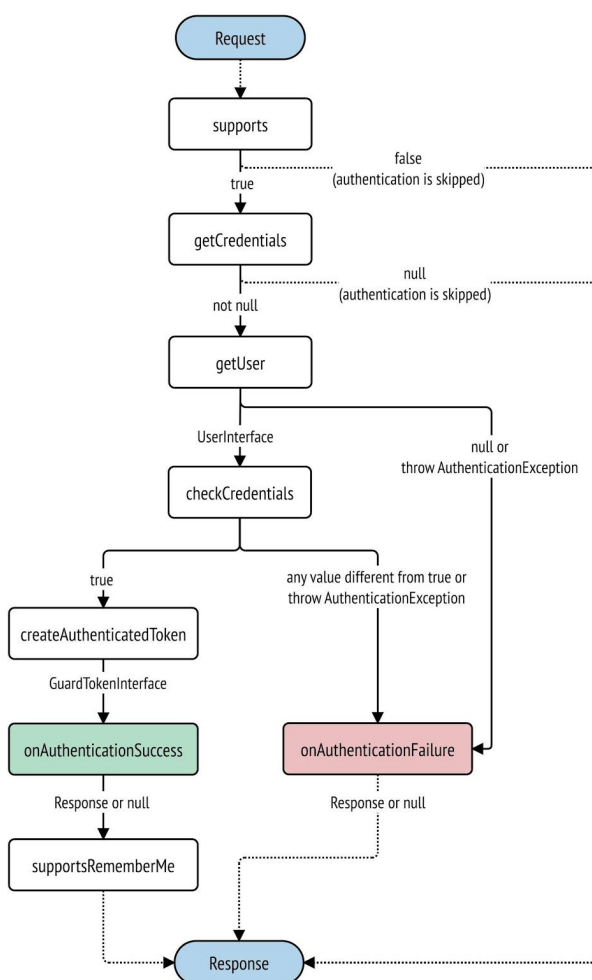 Request
supports
false
(authentication is skipped)
true
getCredentials
null
(authentication is skipped)
not null
getUser
UserInterface
null or
throw AuthenticationException
checkCredentials
true
any value different from true or
throw AuthenticationException
createAuthenticatedToken
GuardTokenInterface
onAuthenticationSuccess
onAuthenticationFailure
Response or null
Response or null
supportsRememberMe
Response